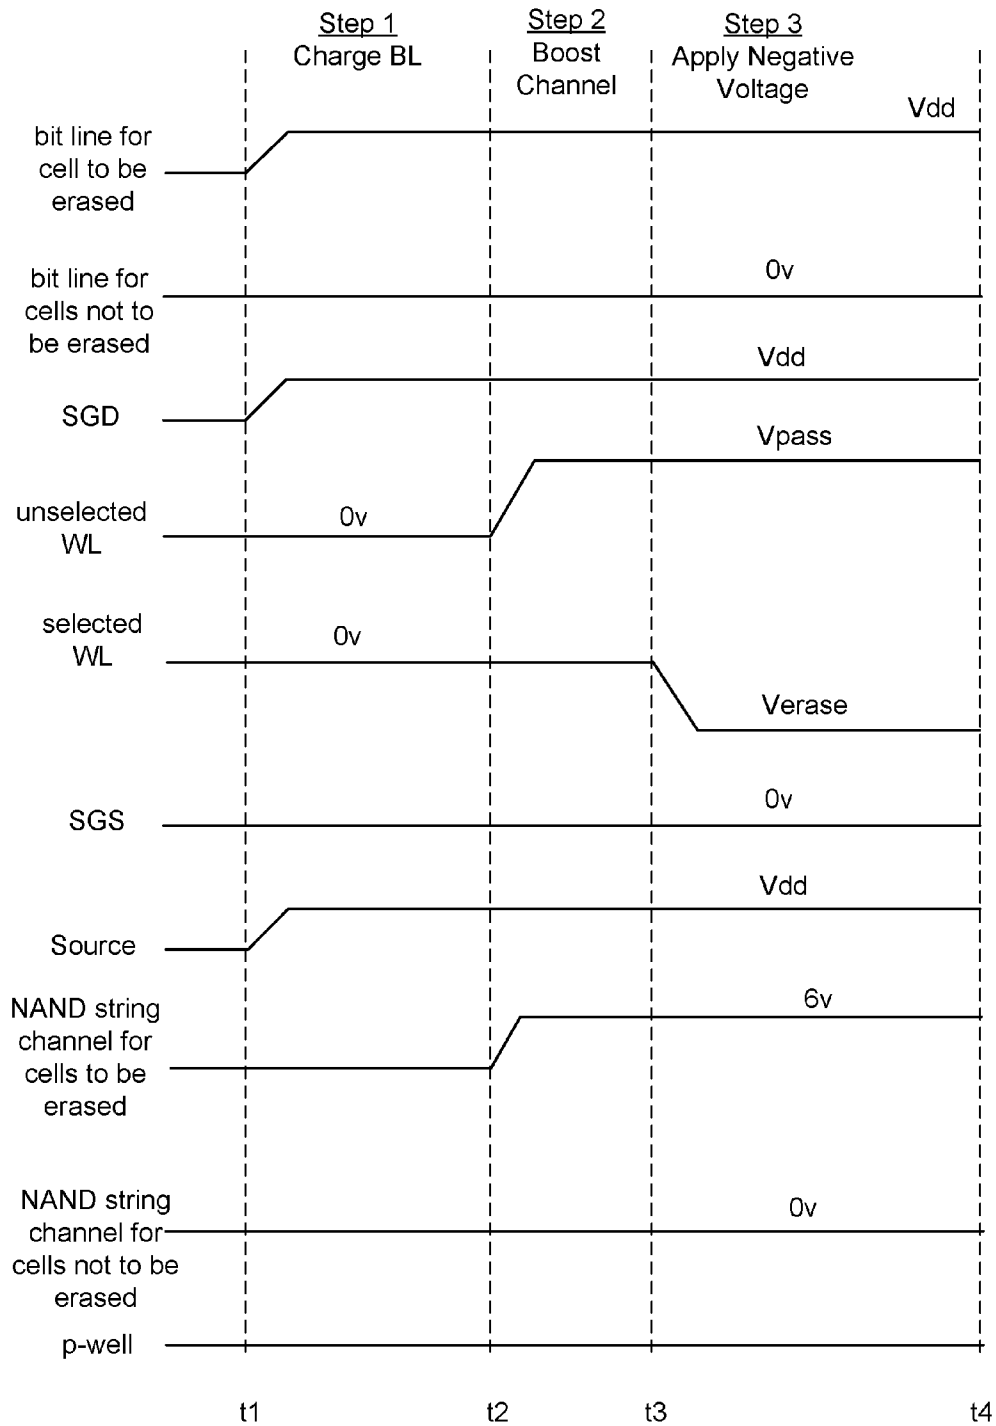 Step 1
Charge BL
Step 2
Boost
Channel
Step 3
Apply Negative
Voltage
Vdd
bit line for
cell to be
erased
0v
bit line for
cells not to
be erased
Vdd
SGD
Vpass
unselected
WL
0v
selected
WL
0v
Verase
0v
SGS
Vdd
Source
6v
NAND string
channel for
cells to be
erased
NAND string
channel for
cells not to be
erased
0v
p-well
t1
t2
t3
t4